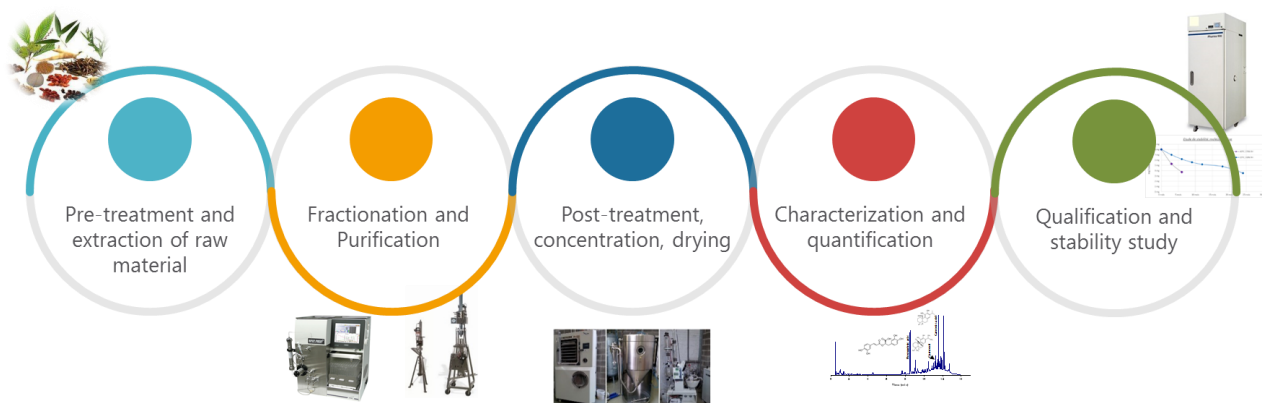 Pre-treatment and
extraction of raw
material
Fractionation and
Purification
Post-treatment,
concentration, drying
Characterization and
quantification
Qualification and
stability study